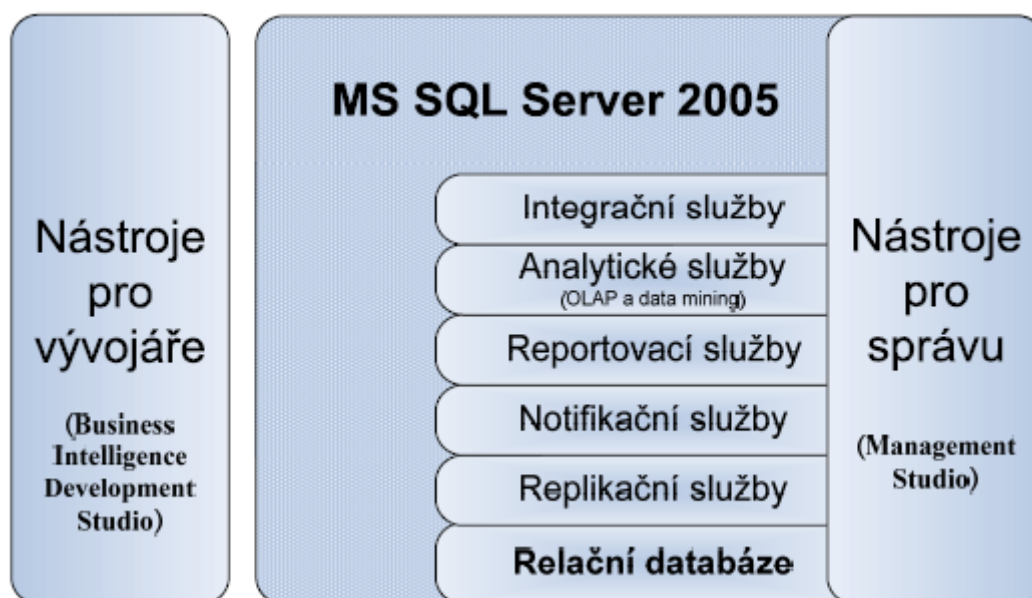 Nástroje
pro
vývojáře
(Business
Intelligence
Development
Studio)
MS SQL Server 2005
Integrační služby
Analytické služby
(OLAP a data mining)
Reportovací služby
Notifikační služby
Replikační služby
Relační databáze
Nástroje
pro
správu
(Management
Studio)